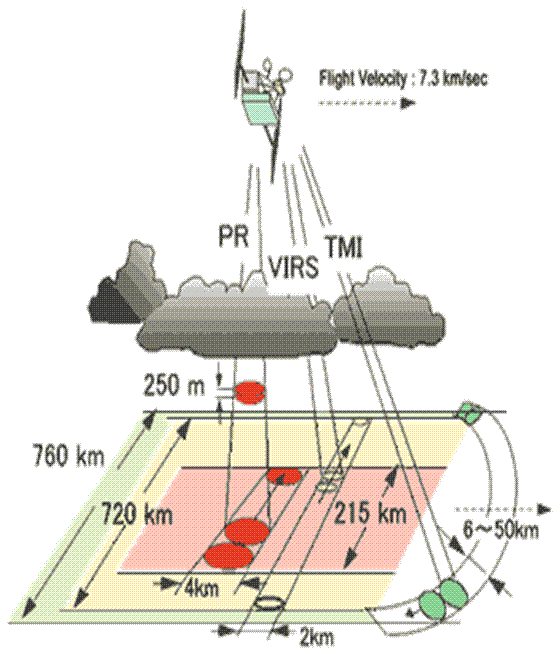 Flight Velocity : 7.3 km/sec
PR
VIRS
TMI
250 m
760 km
720 km
215 km
6～50km
4km
2km